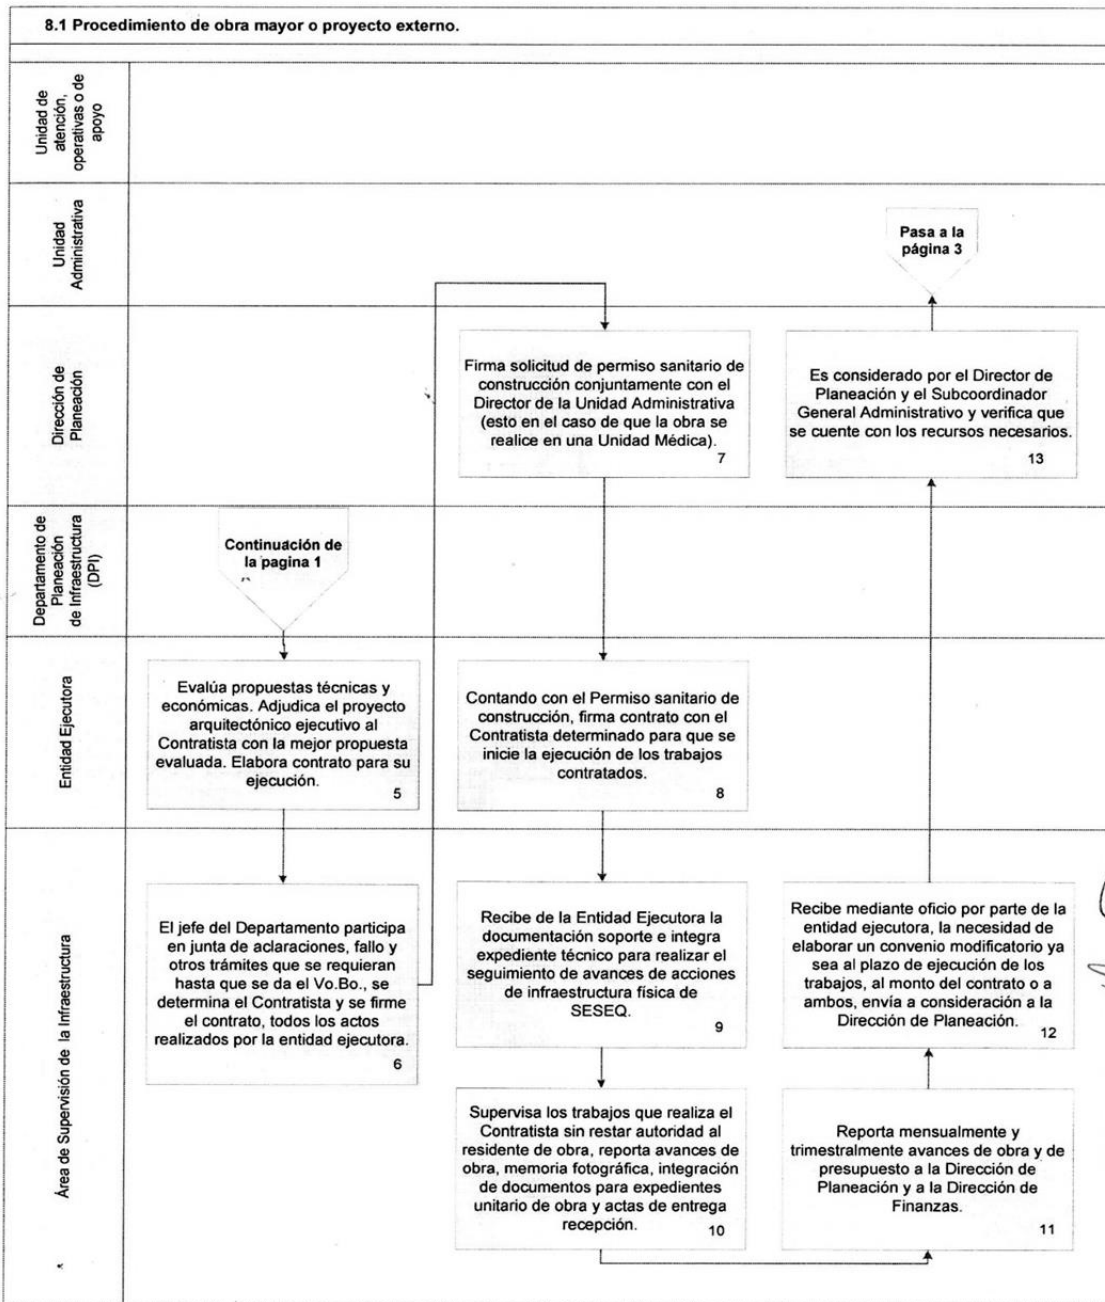 8.1 Procedimiento de obra mayor o proyecto externo.
Unidad de
atención,
operativas o de
apoyo
Unidad
Administrativa
Pasa a la
página 3
Dirección de
Planeación
Firma solicitud de permiso sanitario de
construcción conjuntamente con el
Director de la Unidad Administrativa
(esto en el caso de que la obra se
realice en una Unidad Médica).
7
Es considerado por el Director de
Planeación y el Subcoordinador
General Administrativo y verifica que
se cuente con los recursos necesarios.
13
Departamento de
Planeación
de Infraestructura
(DPI)
Continuación de
la pagina 1
Entidad Ejecutora
Evalúa propuestas técnicas y
económicas. Adjudica el proyecto
arquitectónico ejecutivo al
Contratista con la mejor propuesta
evaluada. Elabora contrato para su
ejecución.
5
Contando con el Permiso sanitario de
construcción, firma contrato con el
Contratista determinado para que se
inicie la ejecución de los trabajos
contratados.
8
Área de Supervisión de la Infraestructura
El jefe del Departamento participa
en junta de aclaraciones, fallo y
otros trámites que se requieran
hasta que se da el Vo.Bo., se
determina el Contratista y se firme
el contrato, todos los actos
realizados por la entidad ejecutora.
6
Recibe de la Entidad Ejecutora la
documentación soporte e integra
expediente técnico para realizar el
seguimiento de avances de acciones
de infraestructura física de
SESEQ.
9
Recibe mediante oficio por parte de la
entidad ejecutora, la necesidad de
elaborar un convenio modificatorio ya
sea al plazo de ejecución de los
trabajos, al monto del contrato o a
ambos, envía a consideración a la
Dirección de Planeación.
12
Supervisa los trabajos que realiza el
Contratista sin restar autoridad al
residente de obra, reporta avances de
obra, memoria fotográfica, integración
de documentos para expedientes
unitario de obra y actas de entrega
recepción.
10
Reporta mensualmente y
trimestralmente avances de obra y de
presupuesto a la Dirección de
Planeación y a la Dirección de
Finanzas.
11